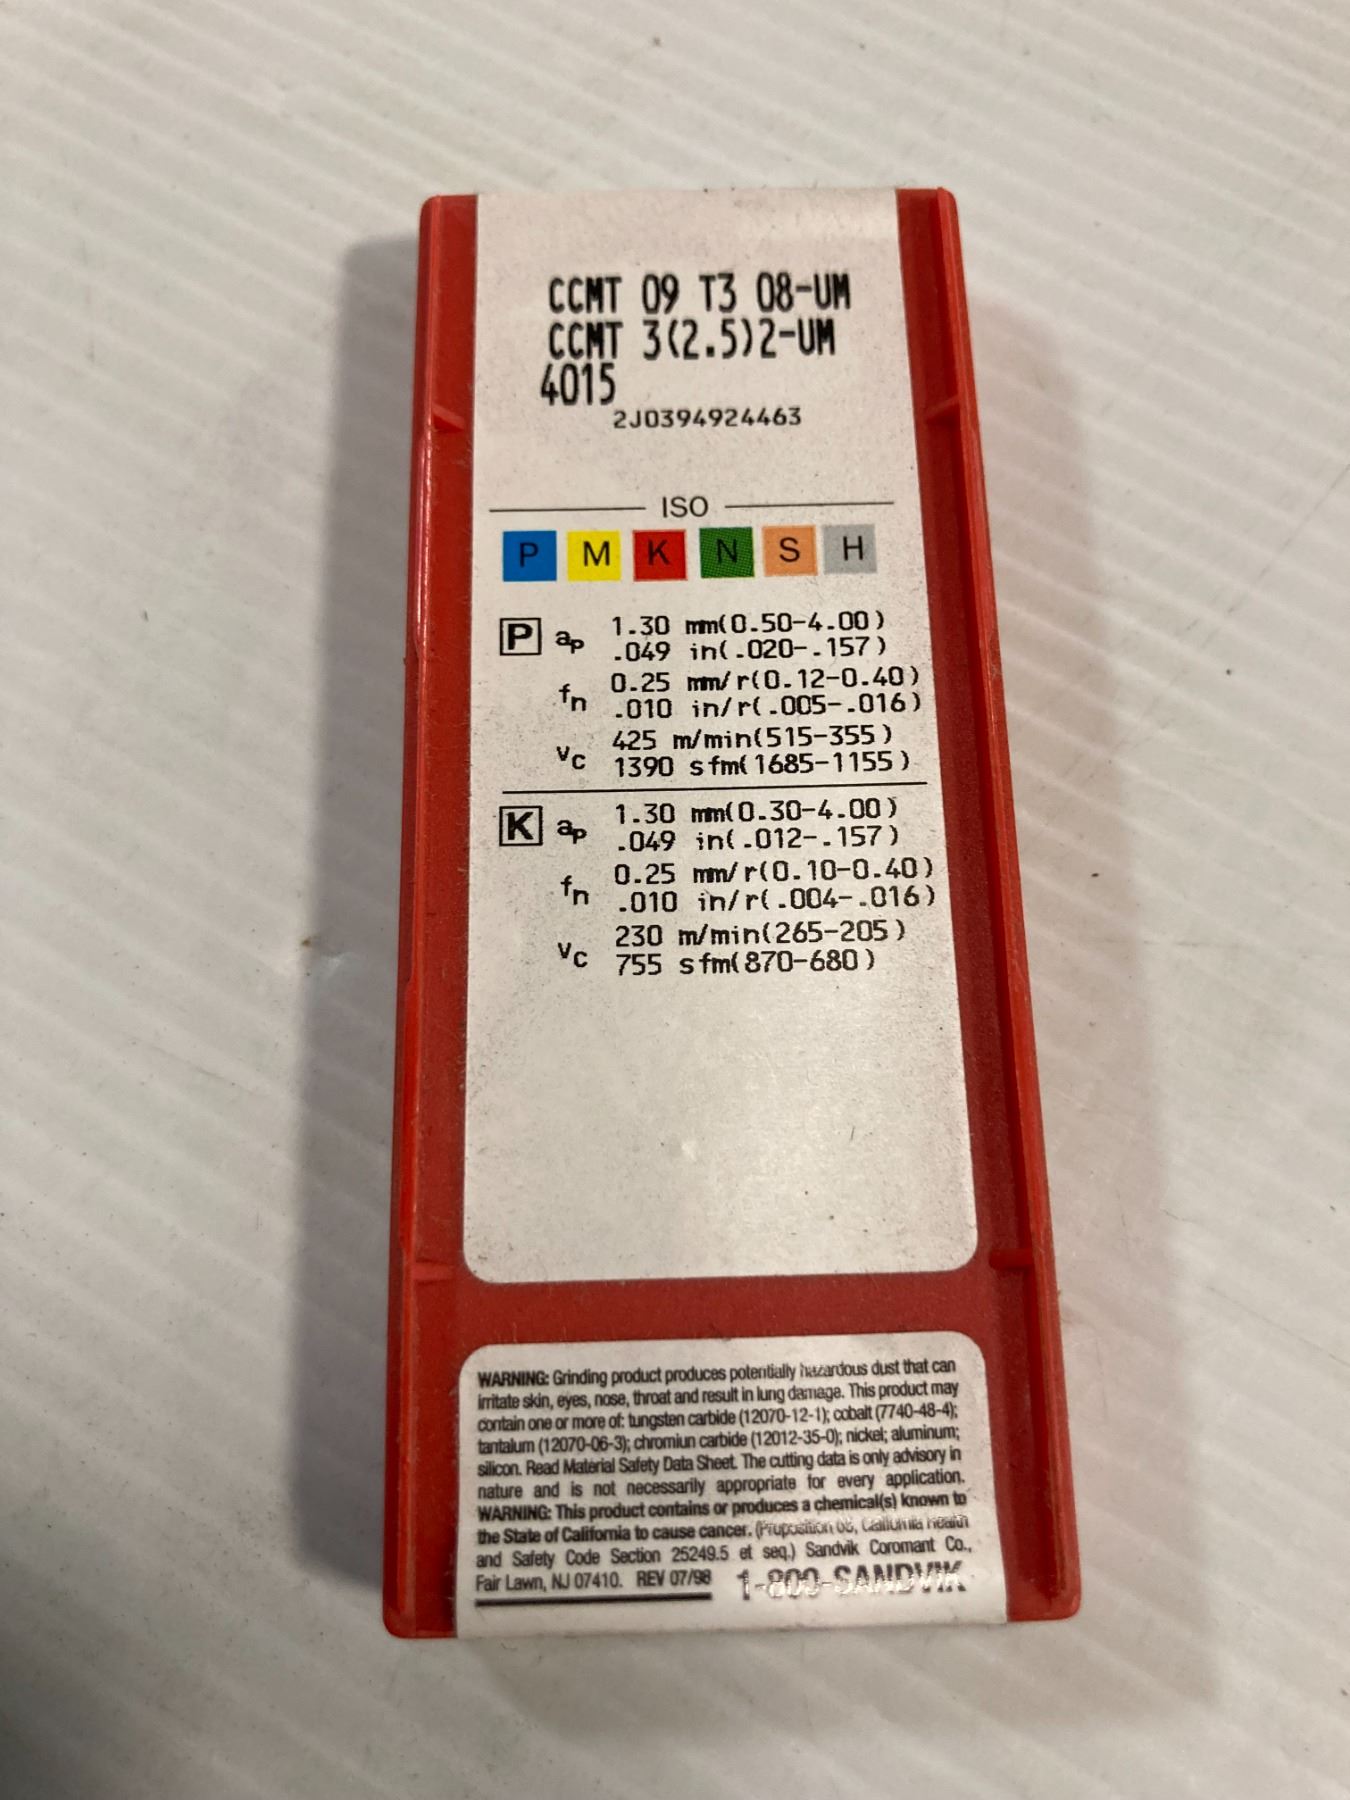 CCMT 09 T3 08-UM
CCMT 3(2.5)2-UM
4015
2J0394924463
ISO
P M K N S H
P ap 1.30 mm(0.50-4.00)
.049 in(.020-.157)
fn 0.25 mm/r(0.12-0.40)
.010 in/r(.005-.016)
vc 425 m/min(515-355)
1390 sfm(1685-1155)
K ap 1.30 mm(0.30-4.00)
.049 in(.012-.157)
fn 0.25 mm/r(0.10-0.40)
.010 in/r(.004-.016)
vc 230 m/min(265-205)
755 sfm(870-680)
WARNING: Grinding product produces potentially hazardous dust that can
irritate skin, eyes, nose, throat and result in lung damage. This product may
contain one or more of: tungsten carbide (12070-12-1); cobalt (7740-48-4);
tantalum (12070-06-3); chromiun carbide (12012-35-0); nickel; aluminum;
silicon. Read Material Safety Data Sheet. The cutting data is only advisory in
nature and is not necessarily appropriate for every application.
WARNING: This product contains or produces a chemical(s) known to
the State of California to cause cancer. (Proposition 65, California Health
and Safety Code Section 25249.5 et seq.) Sandvik Coromant Co.,
Fair Lawn, NJ 07410. REV 07/98 1-800-SANDVIK